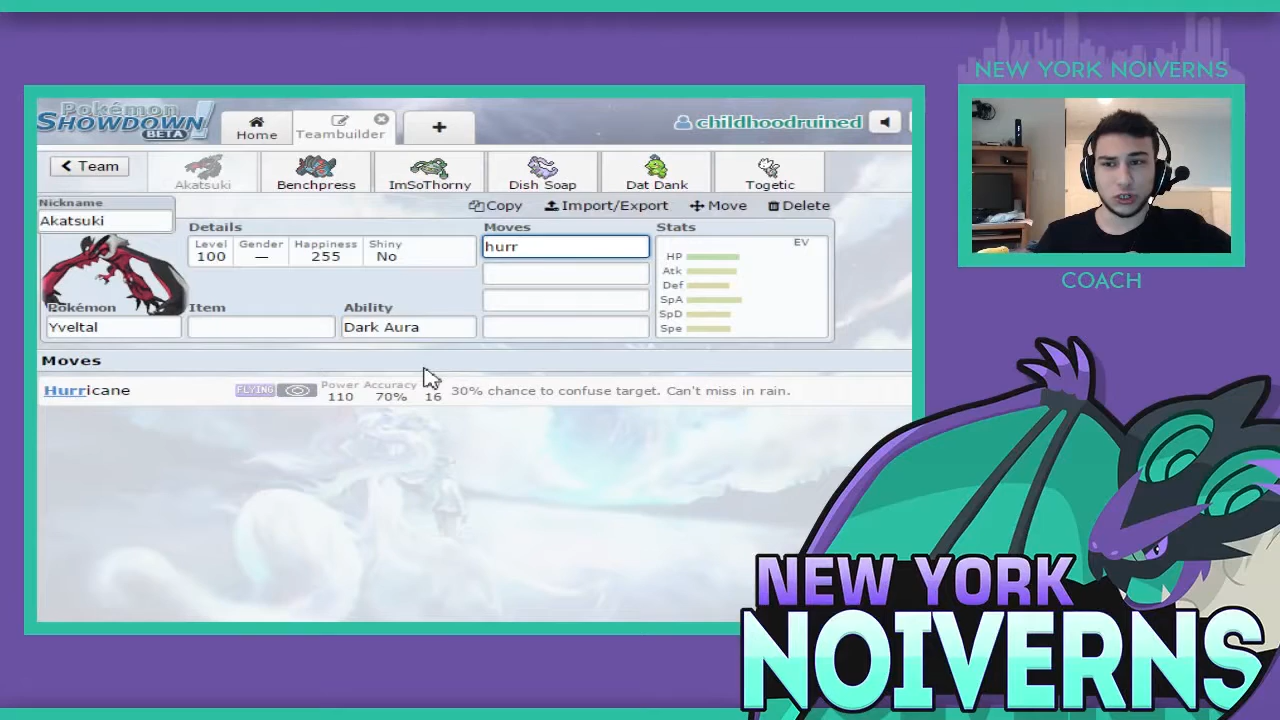 NEW YORK NOIVERNS
COACH
Pokémon
SHOWDOWN!
BETA
Home
Teambuilder
+
childhoodruined
< Team
Akatsuki
Benchpress
ImSoThorny
Dish Soap
Dat Dank
Togetic
Copy
Import/Export
Move
Delete
Nickname
Akatsuki
Details
Level
100
Gender
—
Happiness
255
Shiny
No
Pokémon
Yveltal
Item
Ability
Dark Aura
Moves
hurr
Stats
EV
HP
Atk
Def
SpA
SpD
Spe
Moves
Hurricane
FLYING
Power
110
Accuracy
70%
16
30% chance to confuse target. Can't miss in rain.
NEW YORK
NOIVERNS